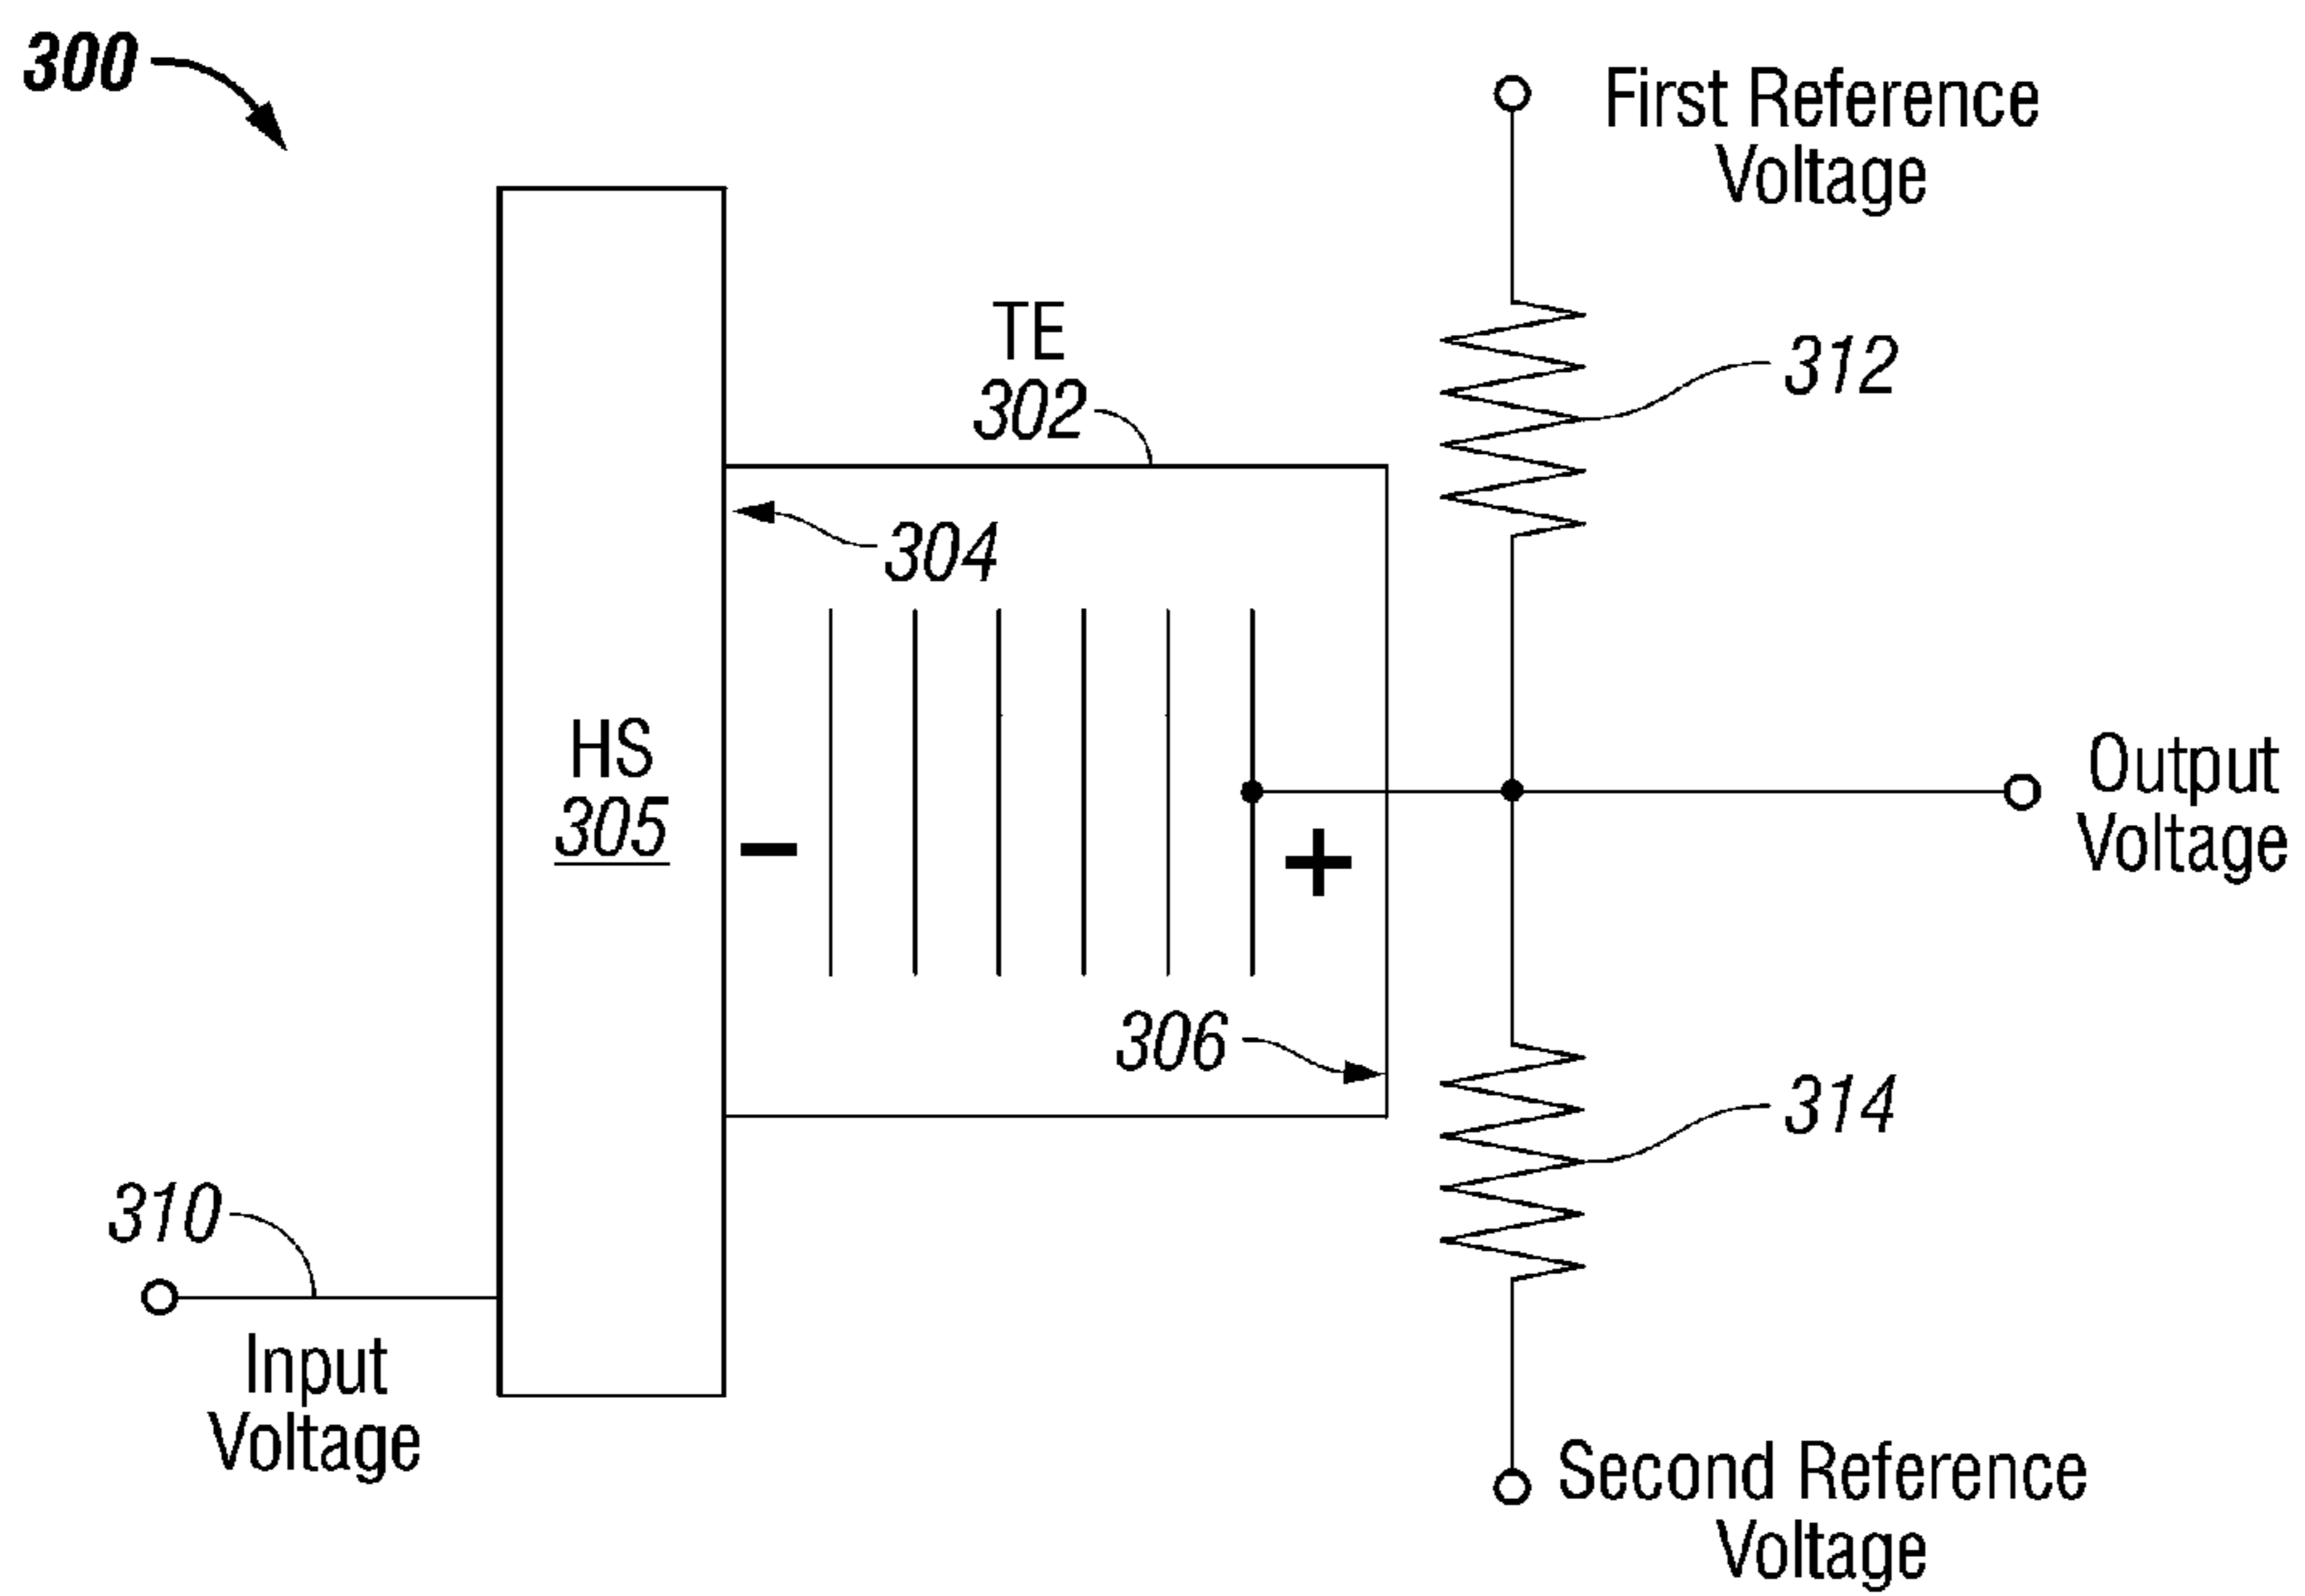 300
First Reference
Voltage
TE
302
312
304
HS
305
−
+
Output
Voltage
306
314
310
Input
Voltage
Second Reference
Voltage